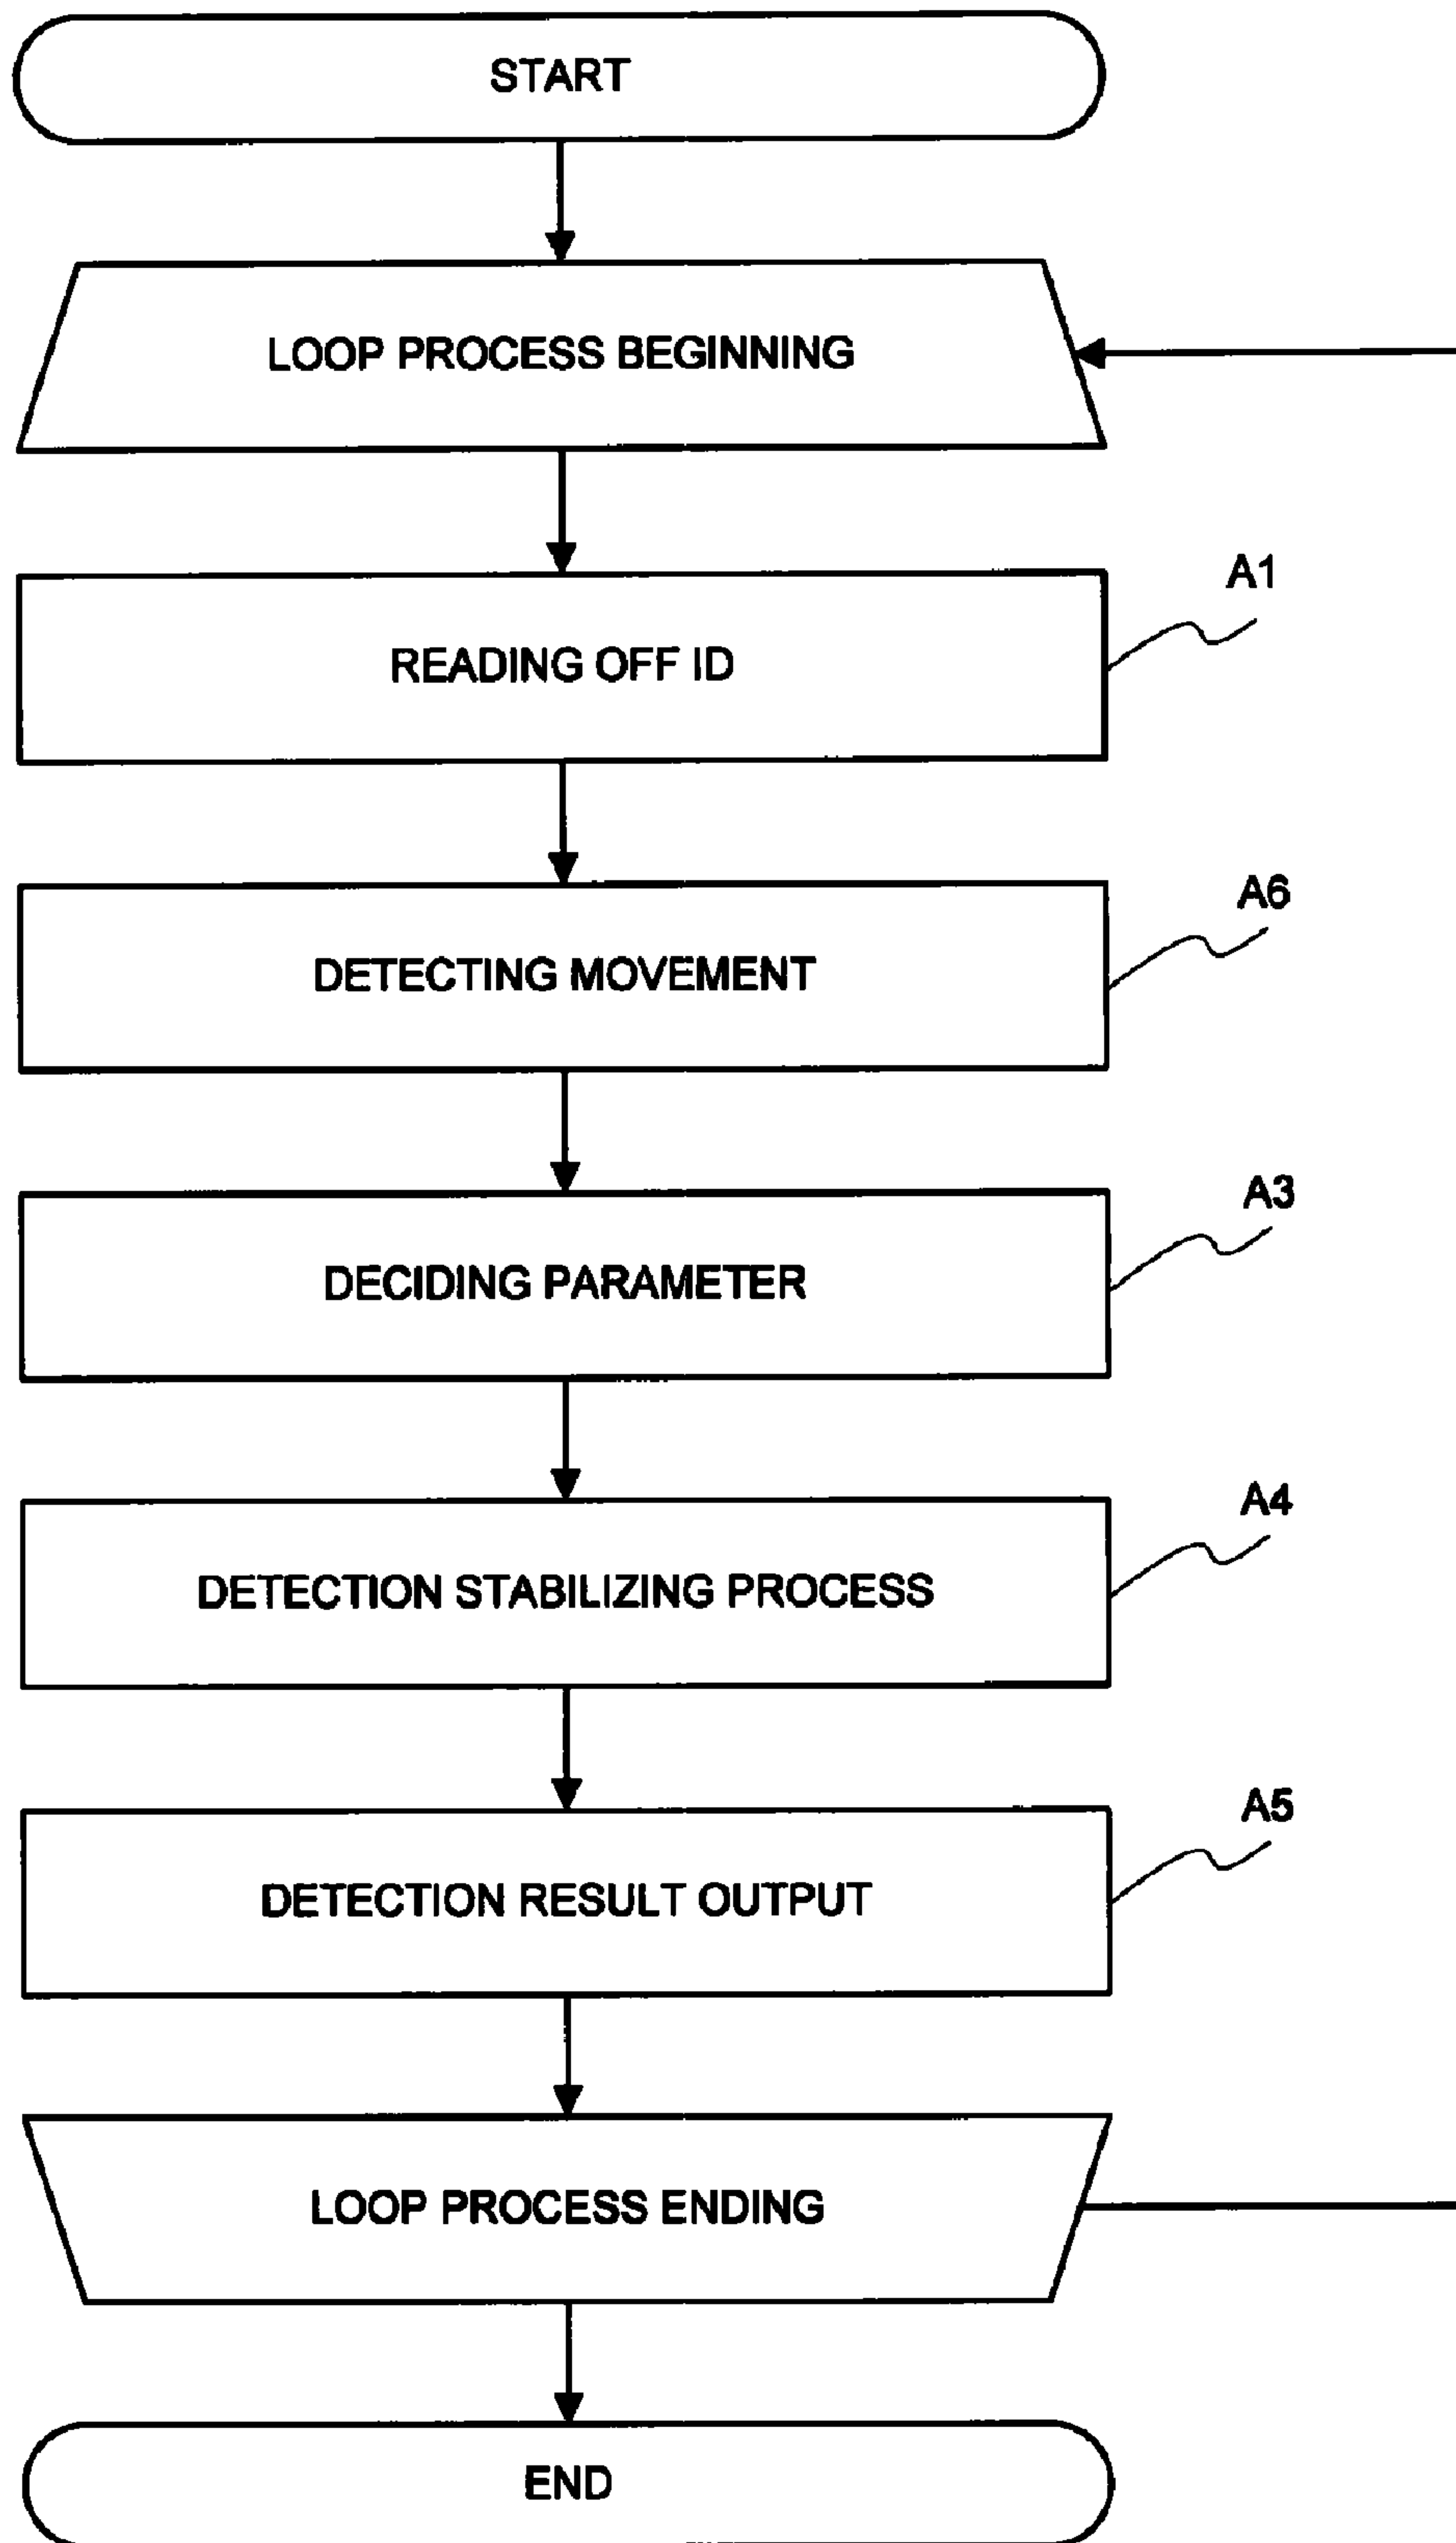 START
LOOP PROCESS BEGINNING
A1
READING OFF ID
A6
DETECTING MOVEMENT
A3
DECIDING PARAMETER
A4
DETECTION STABILIZING PROCESS
A5
DETECTION RESULT OUTPUT
LOOP PROCESS ENDING
END